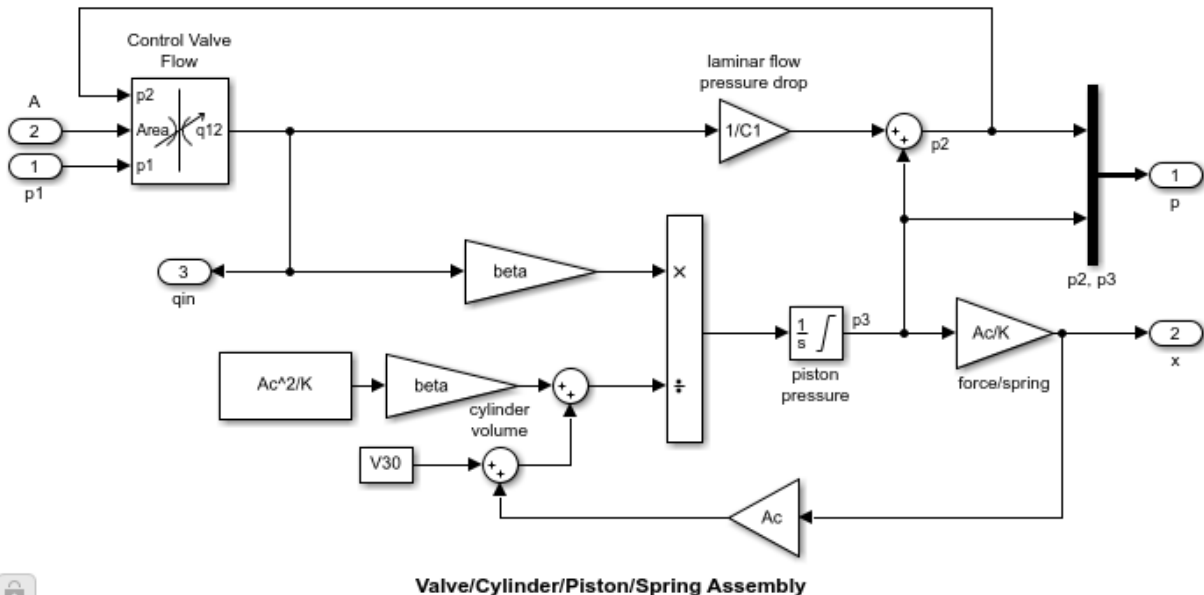 Control Valve
Flow
laminar flow
pressure drop
A
2
1
p1
p2
Area
q12
p1
1/C1
+
+
p2
1
p
p2, p3
3
qin
beta
×
÷
1
s
p3
piston
pressure
Ac/K
force/spring
2
x
Ac^2/K
beta
+
+
cylinder
volume
V30
+
+
Ac
Valve/Cylinder/Piston/Spring Assembly